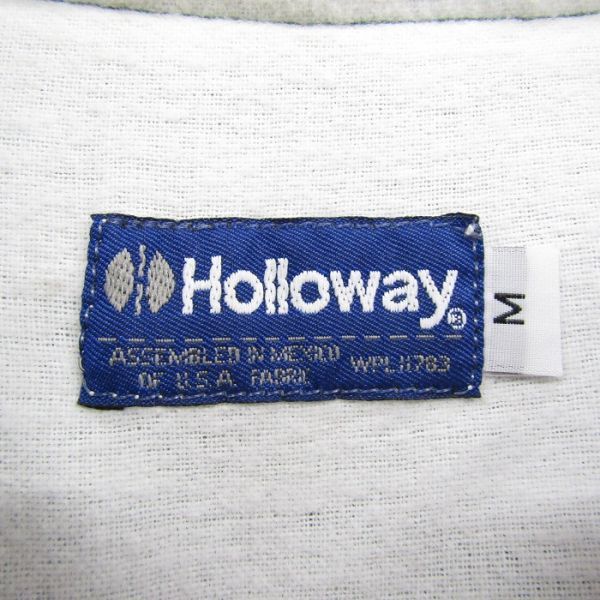 Holloway®
ASSEMBLED IN MEXICO WPL11783
OF U.S.A. FABRIC
M